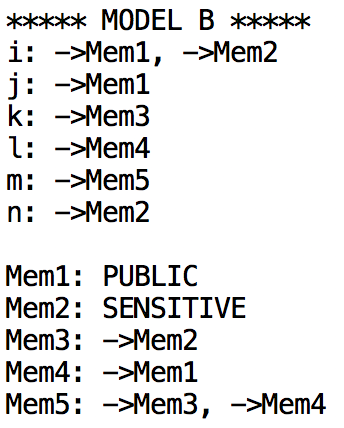 ***** MODEL B *****
i: –>Mem1, –>Mem2
j: –>Mem1
k: –>Mem3
l: –>Mem4
m: –>Mem5
n: –>Mem2

Mem1: PUBLIC
Mem2: SENSITIVE
Mem3: –>Mem2
Mem4: –>Mem1
Mem5: –>Mem3, –>Mem4